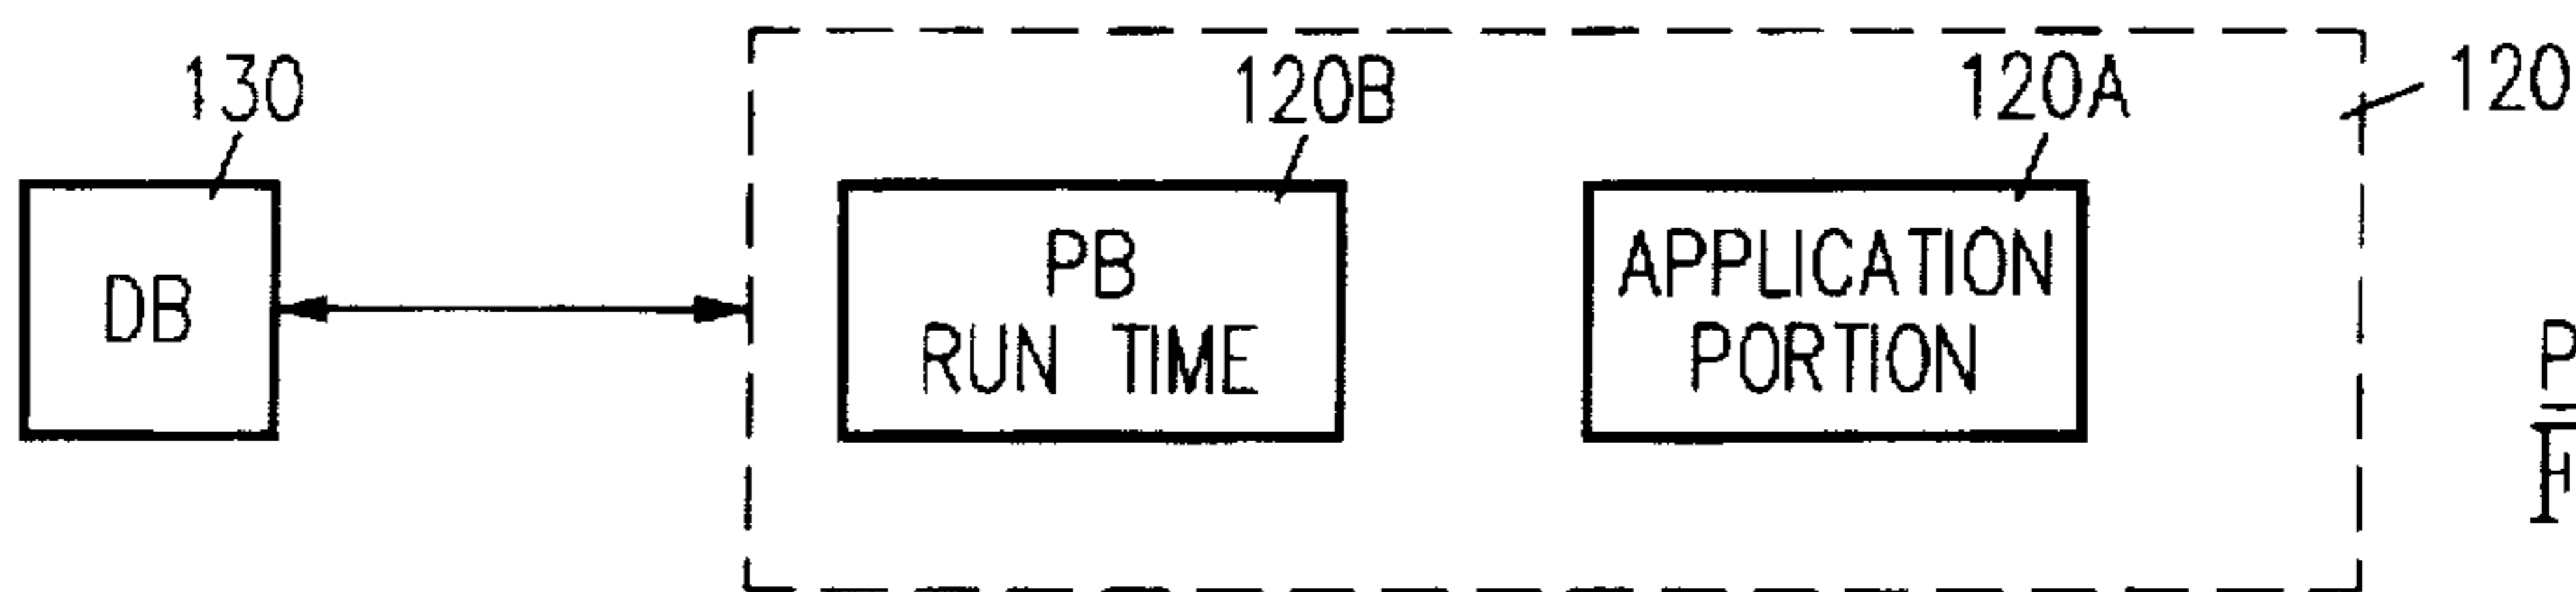 130
120B
120A
120
DB
PB
RUN TIME
APPLICATION
PORTION